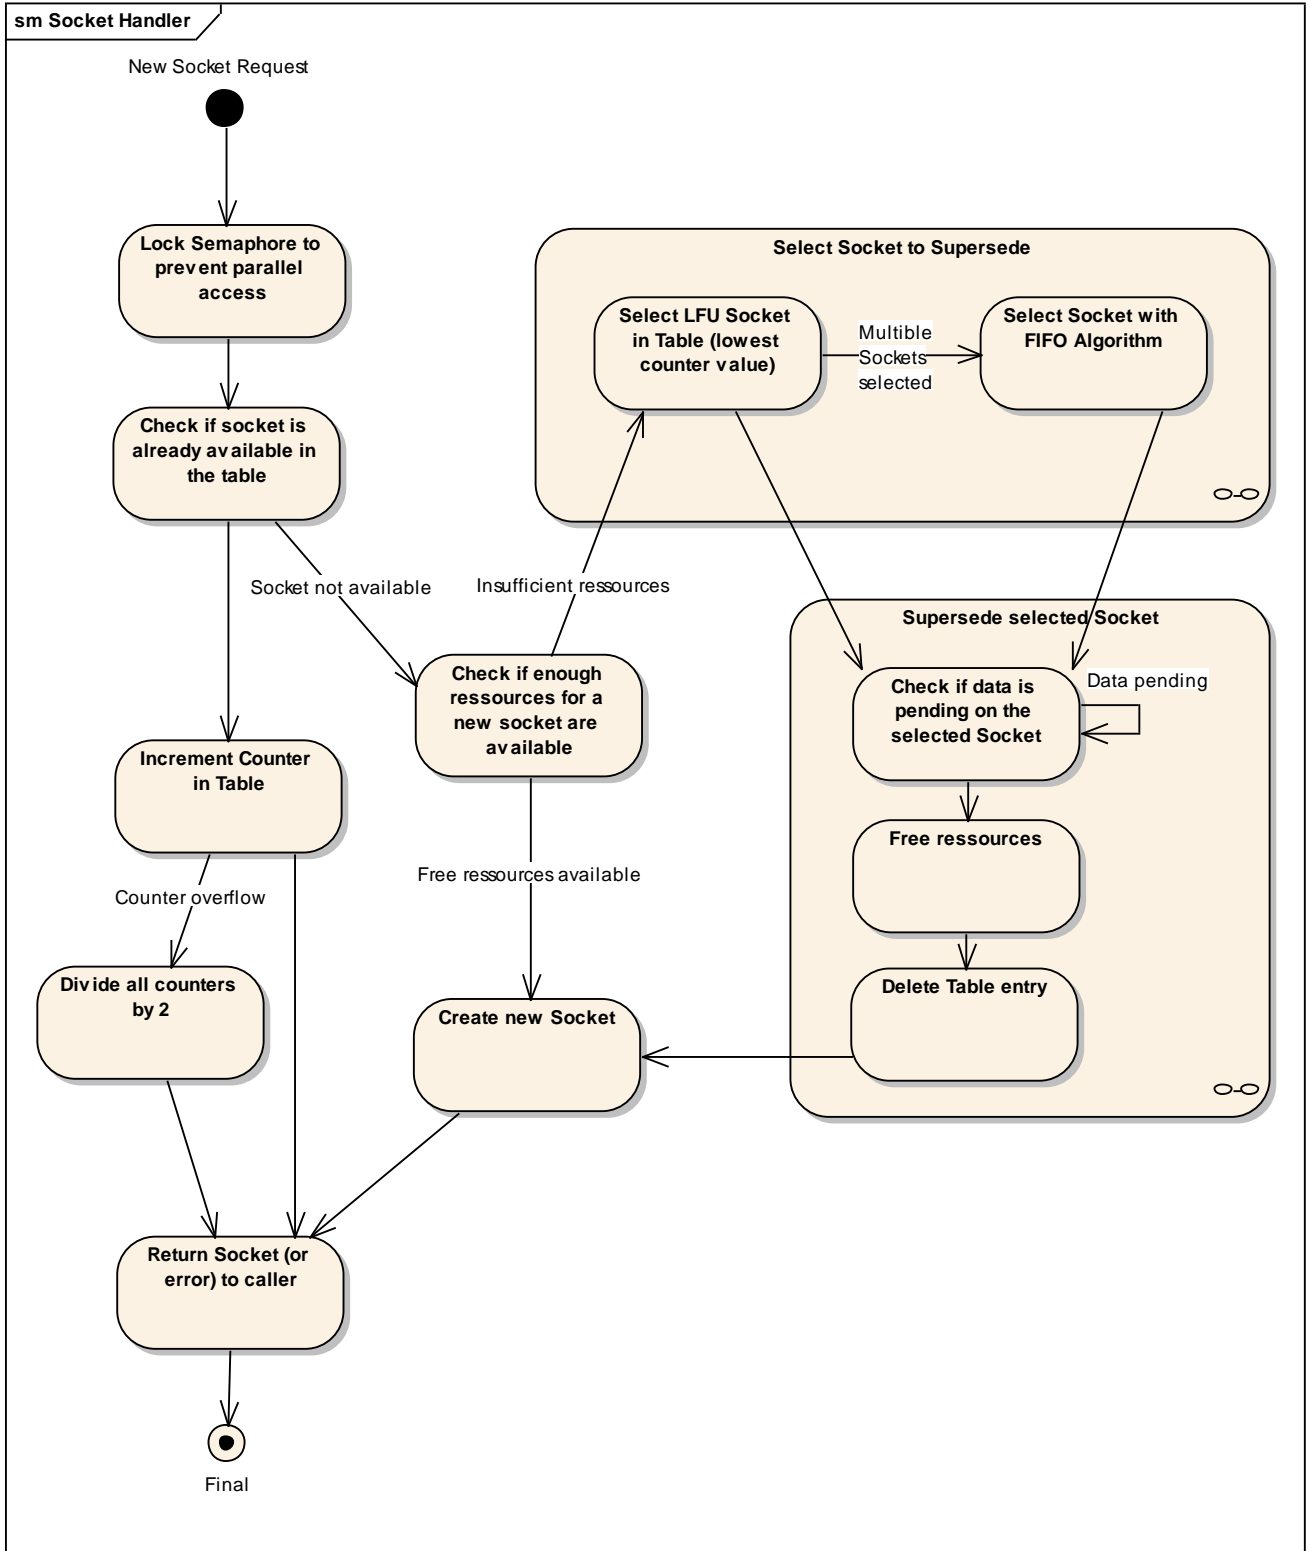 sm Socket Handler
New Socket Request
Lock Semaphore to
prevent parallel
access
Select Socket to Supersede
Select LFU Socket
in Table (lowest
counter value)
Multible
Sockets
selected
Select Socket with
FIFO Algorithm
Check if socket is
already available in
the table
Socket not available
Insufficient ressources
Supersede selected Socket
Check if enough
ressources for a
new socket are
available
Check if data is
pending on the
selected Socket
Data pending
Increment Counter
in Table
Free ressources
Counter overflow
Free ressources available
Divide all counters
by 2
Create new Socket
Delete Table entry
Return Socket (or
error) to caller
Final